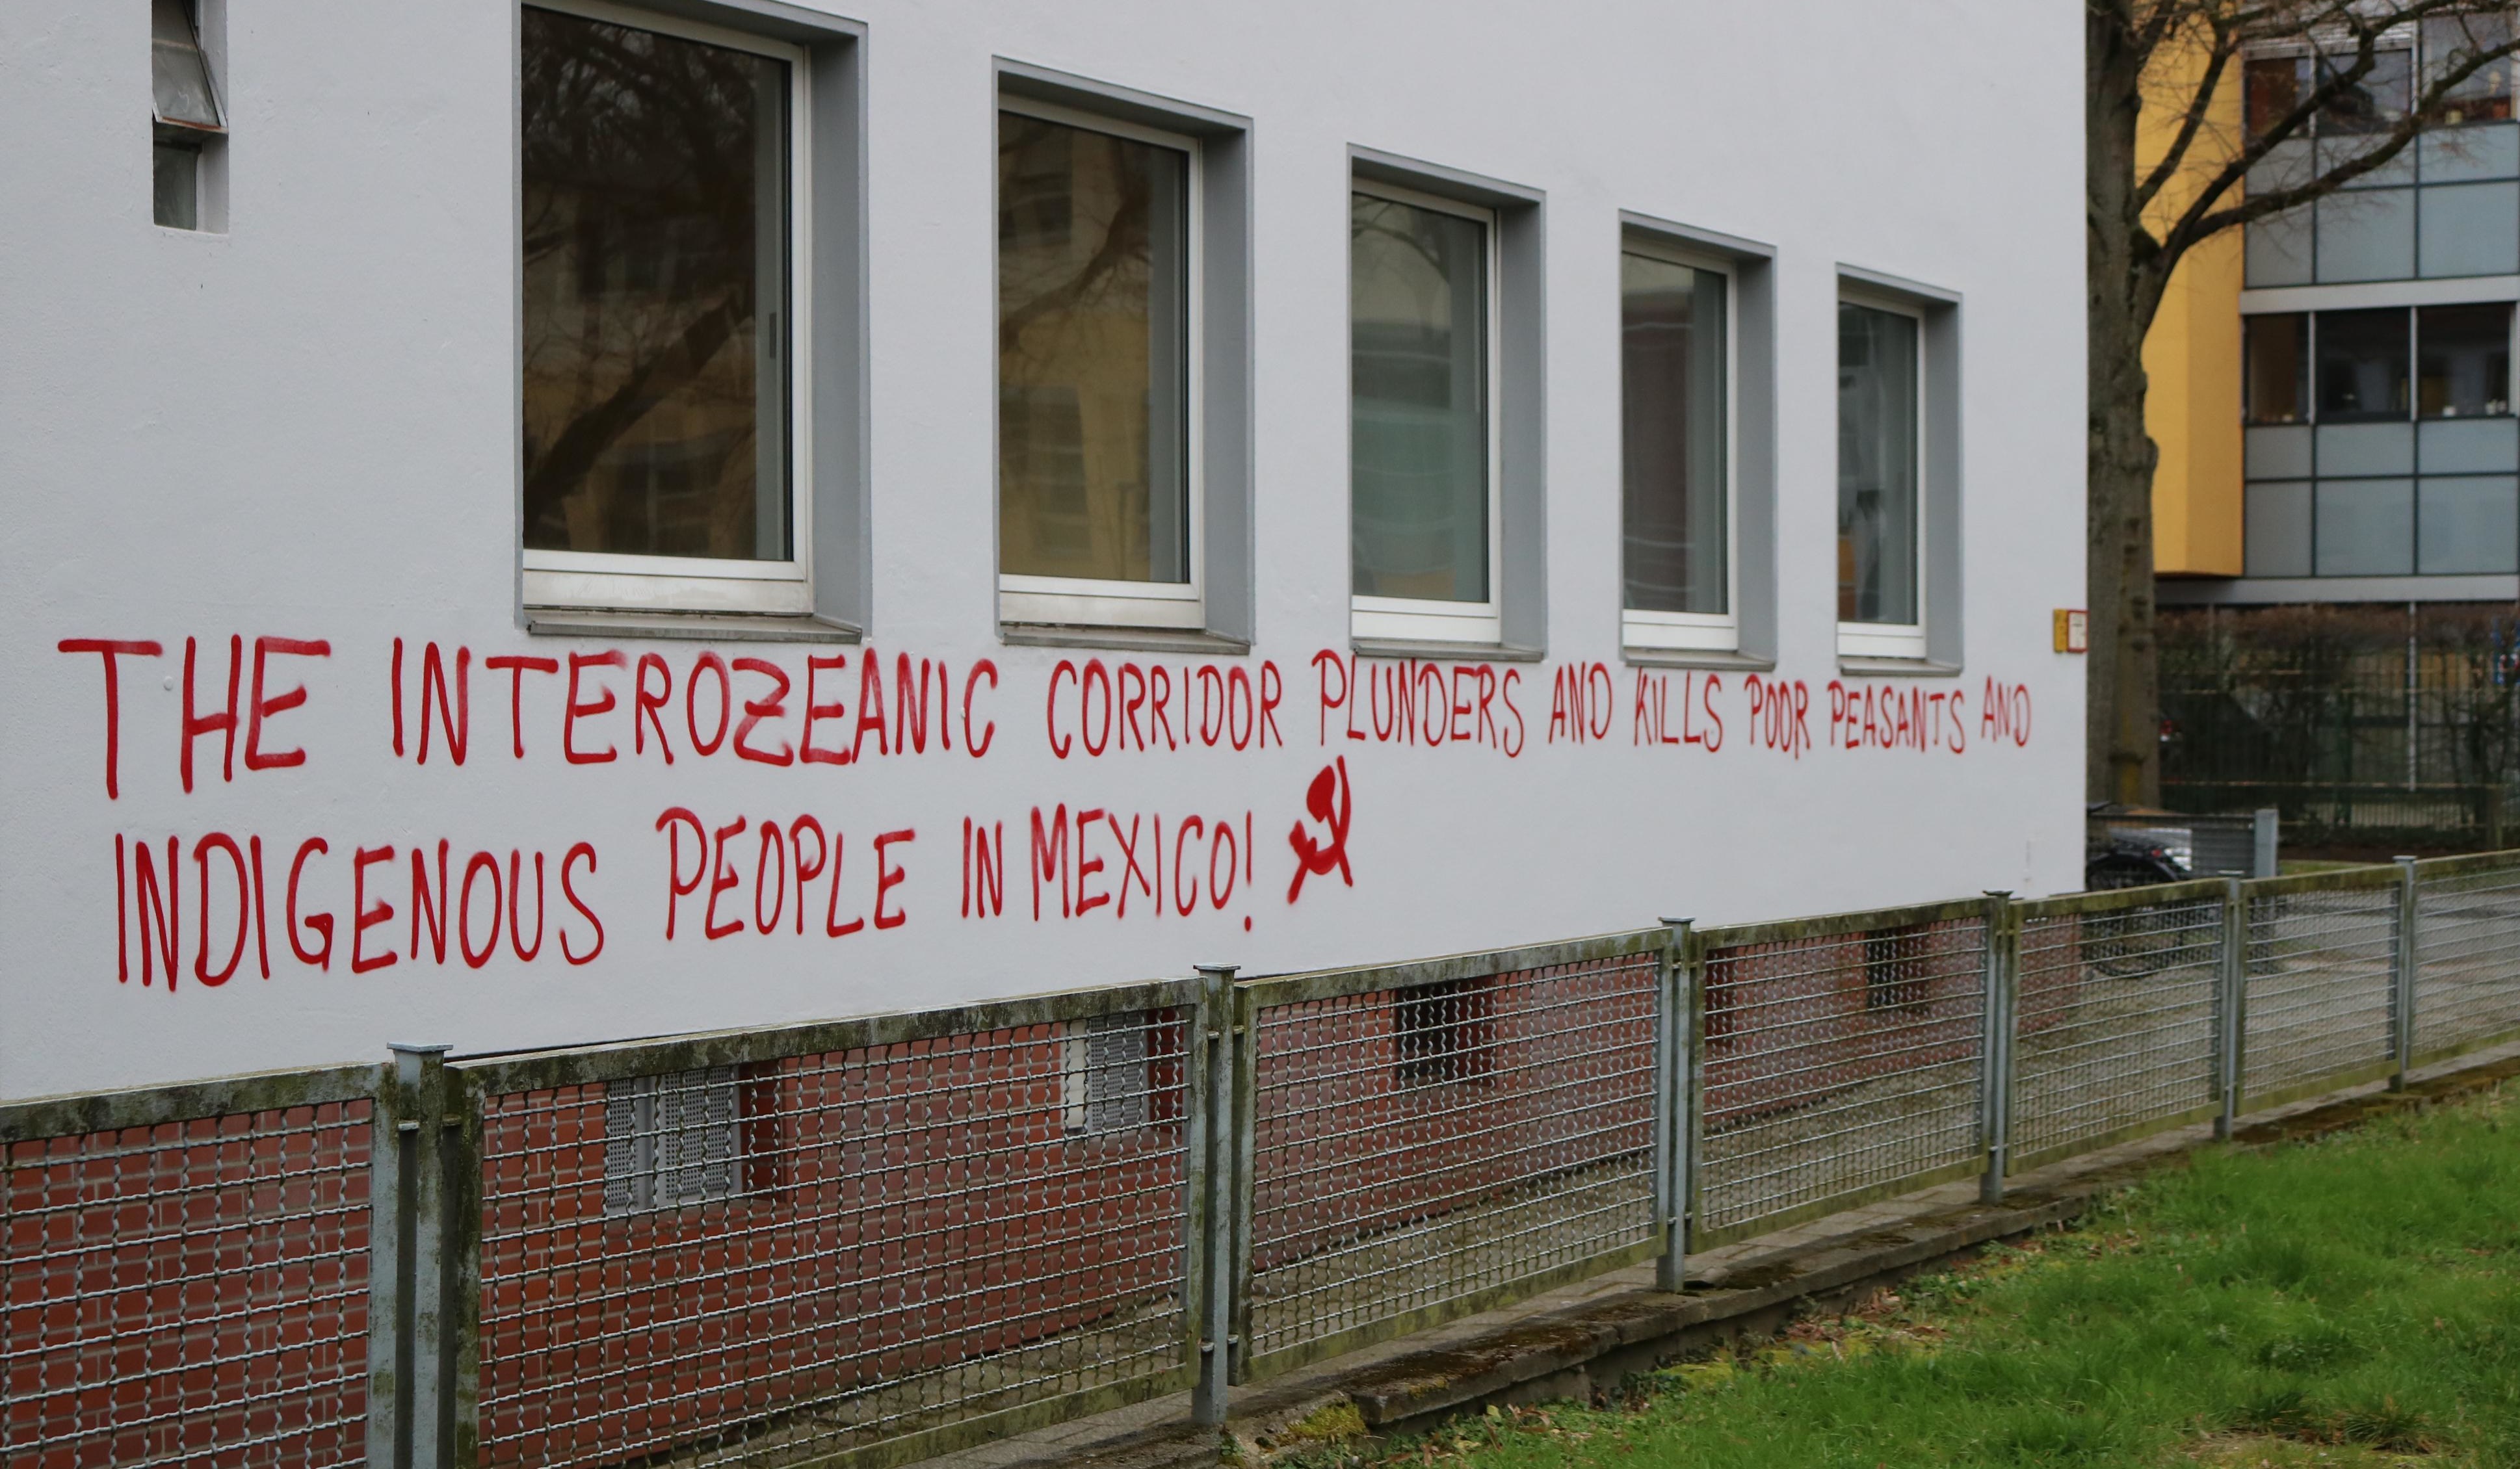 THE INTEROZEANIC CORRIDOR PLUNDERS AND KILLS POOR PEASANTS AND
INDIGENOUS PEOPLE IN MEXICO!